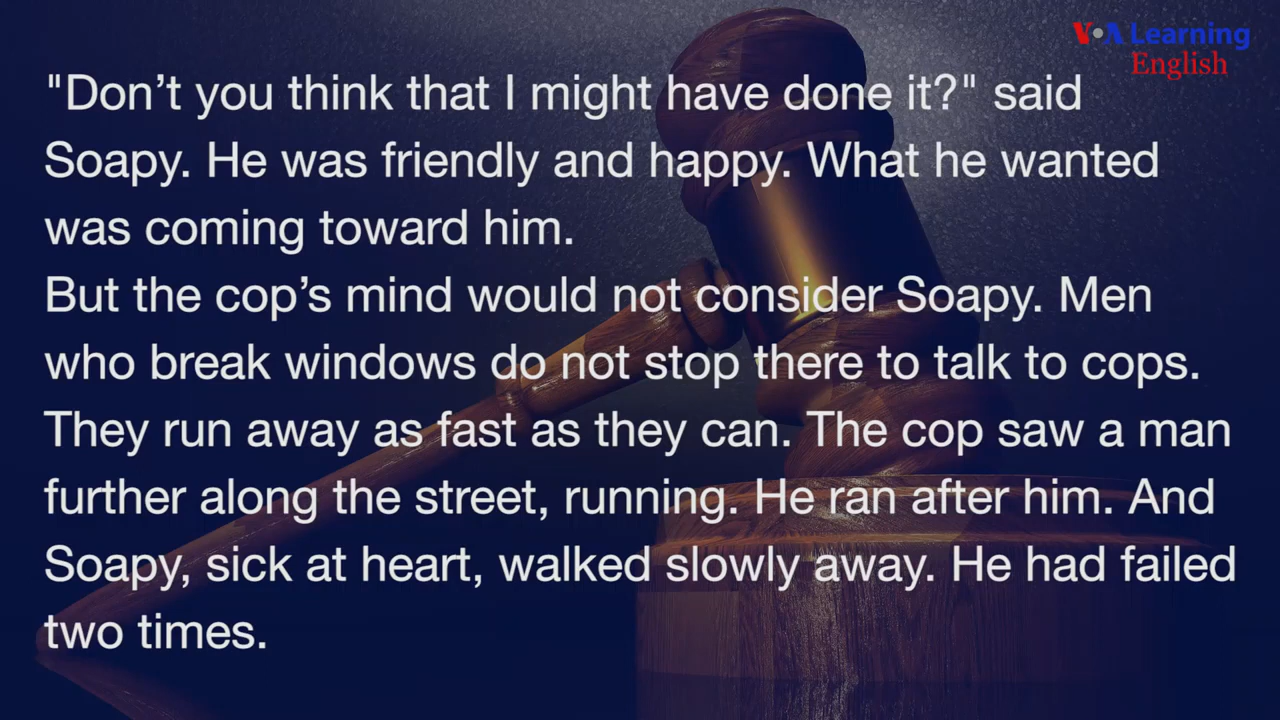 VOA Learning
English
"Don’t you think that I might have done it?" said
Soapy. He was friendly and happy. What he wanted
was coming toward him.
But the cop’s mind would not consider Soapy. Men
who break windows do not stop there to talk to cops.
They run away as fast as they can. The cop saw a man
further along the street, running. He ran after him. And
Soapy, sick at heart, walked slowly away. He had failed
two times.